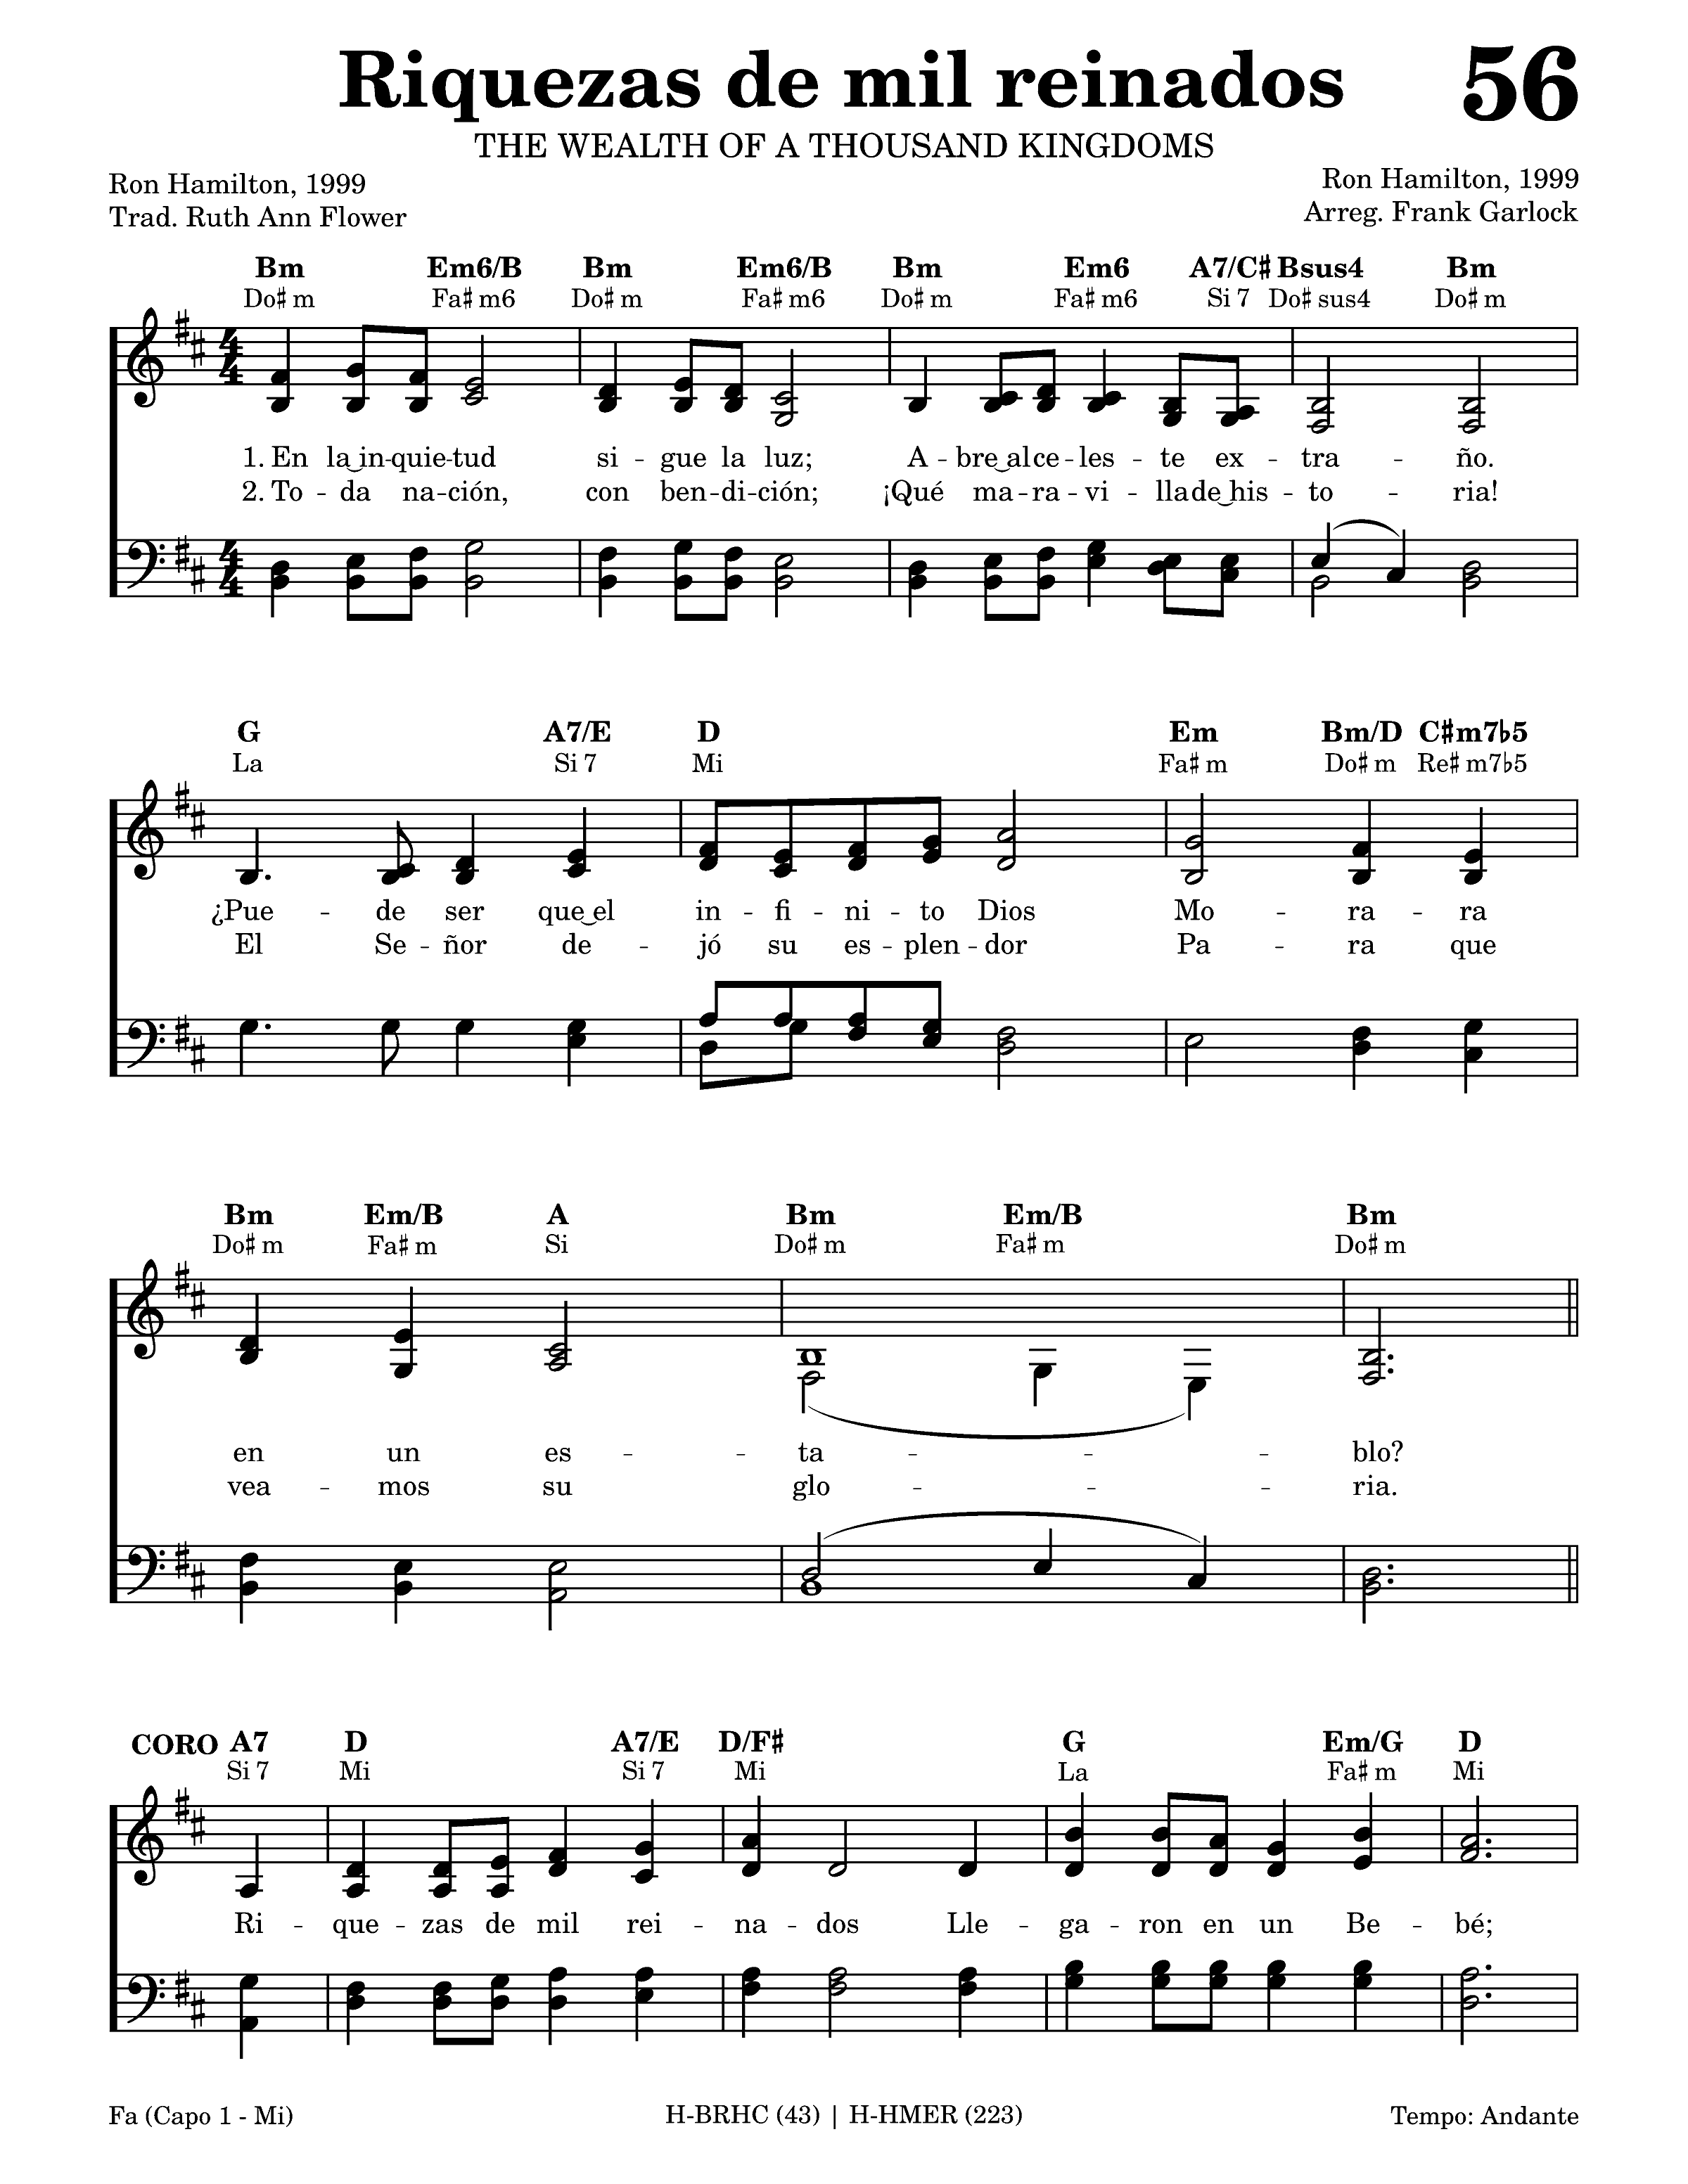 Riquezas de mil reinados 56
THE WEALTH OF A THOUSAND KINGDOMS
Ron Hamilton, 1999 Ron Hamilton, 1999
Trad. Ruth Ann Flower Arreg. Frank Garlock
Bm Em6/B Bm Em6/B Bm Em6 A7/C♯ Bsus4 Bm
Do♯m Fa♯m6 Do♯m Fa♯m6 Do♯m Fa♯m6 Si7 Do♯sus4 Do♯m
1. En la‿in -- quie -- tud si -- gue la luz; A -- bre‿al -- ce -- les -- te ex -- tra -- ño.
2. To -- da na -- ción, con ben -- di -- ción; ¡Qué ma -- ra -- vi -- lla de‿his -- to -- ria!
G A7/E D Em Bm/D C♯m7♭5
La Si7 Mi Fa♯m Do♯m Re♯m7♭5
¿Pue -- de ser que‿el in -- fi -- ni -- to Dios Mo -- ra -- ra
El Se -- ñor de -- jó su es -- plen -- dor Pa -- ra que
Bm Em/B A Bm Em/B Bm
Do♯m Fa♯m Si Do♯m Fa♯m Do♯m
en un es -- ta -- blo?
vea -- mos su glo -- ria.
CORO A7 D A7/E D/F♯ G Em/G D
Si7 Mi Si7 Mi La Fa♯m Mi
Ri -- que -- zas de mil rei -- na -- dos Lle -- ga -- ron en un Be -- bé;
Fa (Capo 1 - Mi) H-BRHC (43) | H-HMER (223) Tempo: Andante